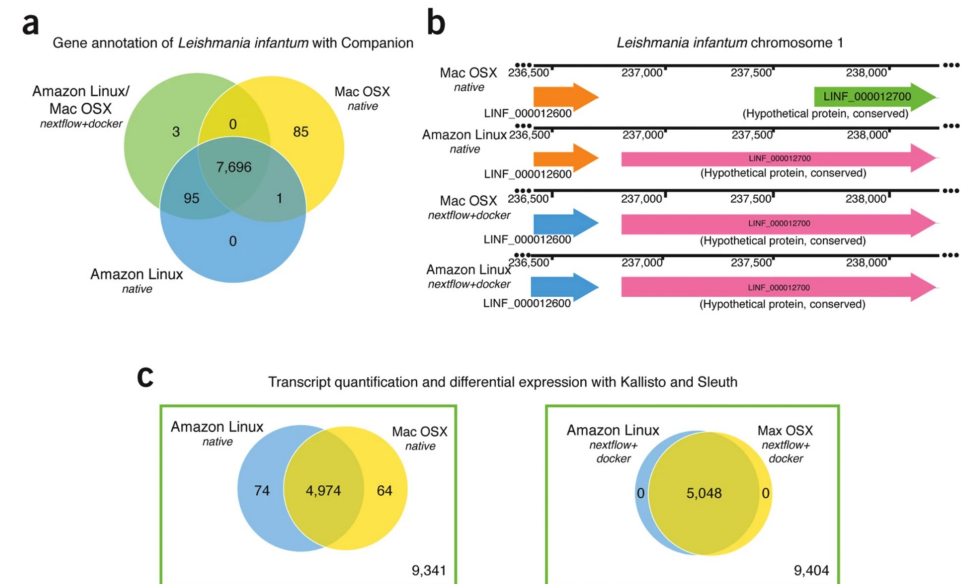 a
Gene annotation of Leishmania infantum with Companion
Amazon Linux/
Mac OSX
nextflow+docker
Mac OSX
native
3
0
85
7,696
95
1
0
Amazon Linux
native
b
Leishmania infantum chromosome 1
Mac OSX
native
236,500
237,000
237,500
238,000
LINF_000012600
LINF_000012700
(Hypothetical protein, conserved)
Amazon Linux
native
236,500
237,000
237,500
238,000
LINF_000012600
LINF_000012700
(Hypothetical protein, conserved)
Mac OSX
nextflow+docker
236,500
237,000
237,500
238,000
LINF_000012600
LINF_000012700
(Hypothetical protein, conserved)
Amazon Linux
nextflow+docker
236,500
237,000
237,500
238,000
LINF_000012600
LINF_000012700
(Hypothetical protein, conserved)
c
Transcript quantification and differential expression with Kallisto and Sleuth
Amazon Linux
native
Mac OSX
native
74
4,974
64
9,341
Amazon Linux
nextflow+
docker
Max OSX
nextflow+
docker
0
5,048
0
9,404